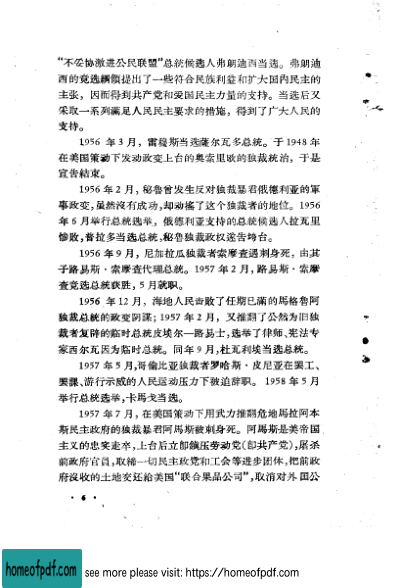 “不妥协激进公民联盟”总统候选人弗朗迪西当选。弗朗迪
西的竞选纲领提出了一些符合民族利益和扩大国内民主的
主张，因而得到共产党和爱国民主力量的支持。当选后又
采取一系列满足人民民主要求的措施，得到了广大人民的
支持。
1956 年 3 月，雷穆斯当选萨尔瓦多总统。于 1948 年
在美国策动下发动政变上台的奥索里欧的独裁统治，于是
宣告结束。
1956 年 2 月，秘鲁曾发生反对独裁暴君俄德利亚的军
事政变，虽然没有成功，却动摇了这个独裁者的地位。1956
年 6 月举行总统选举，俄德利亚支持的总统候选人拉瓦里
惨败，普拉多当选总统，秘鲁独裁政权遂告垮台。
1956 年 9 月，尼加拉瓜独裁者索摩查遇刺身死，由其
子路易斯·索摩查代理总统。1957 年 2 月，路易斯·索摩
查竞选总统获胜，5 月就职。
1956 年 12 月，海地人民击败了任期已满的马格鲁阿
独裁总统的政变阴谋；1957 年 2 月，又推翻了公然为旧独
裁者复辟的临时总统皮埃尔—路易士，选举了律师、宪法专
家西尔瓦因为临时总统。同年 9 月，杜瓦利埃当选总统。
1957 年 5 月，哥倫比亚独裁者罗哈斯·皮尼亚在罢工、
罢课、游行示威的人民运动压力下被迫辞职。1958 年 5 月
举行总统选举，卡馬戈当选。
1957 年 7 月，在美国策动下用武力推翻危地馬拉阿本
斯民主政府的独裁暴君阿馬斯被刺身死。阿馬斯是美帝国
主义的忠实走卒，上台后立即鎮压劳动党（即共产党），屠杀
前政府官員，取締一切民主政党和工会等进步团体，把前政
府沒收的土地交还給美国“联合果品公司”，取消对外国公
· 6 ·
homeofpdf.com
see more please visit: https://homeofpdf.com